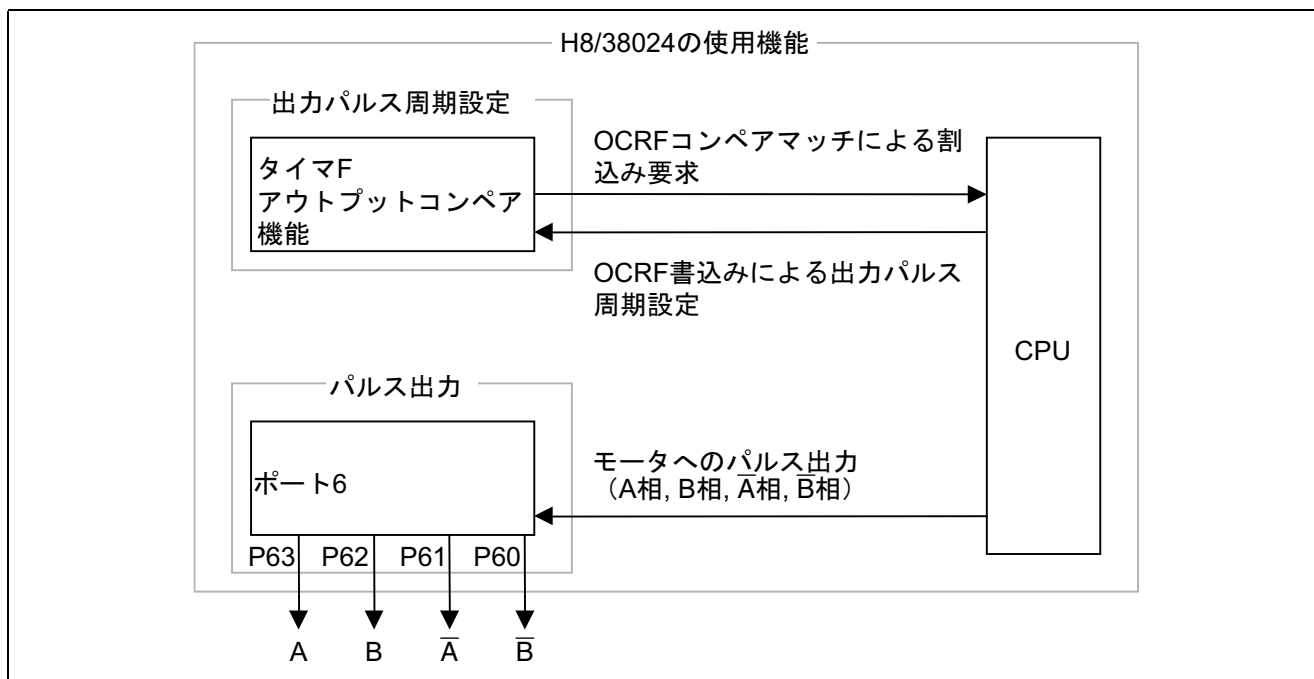 H8/38024の使用機能
出力パルス周期設定
タイマF
アウトプットコンペア
機能
OCRFコンペアマッチによる割
込み要求
OCRF書込みによる出力パルス
周期設定
CPU
パルス出力
ポート6
モータへのパルス出力
（A相, B相, A̅相, B̅相）
P63 P62 P61 P60
A B A̅ B̅